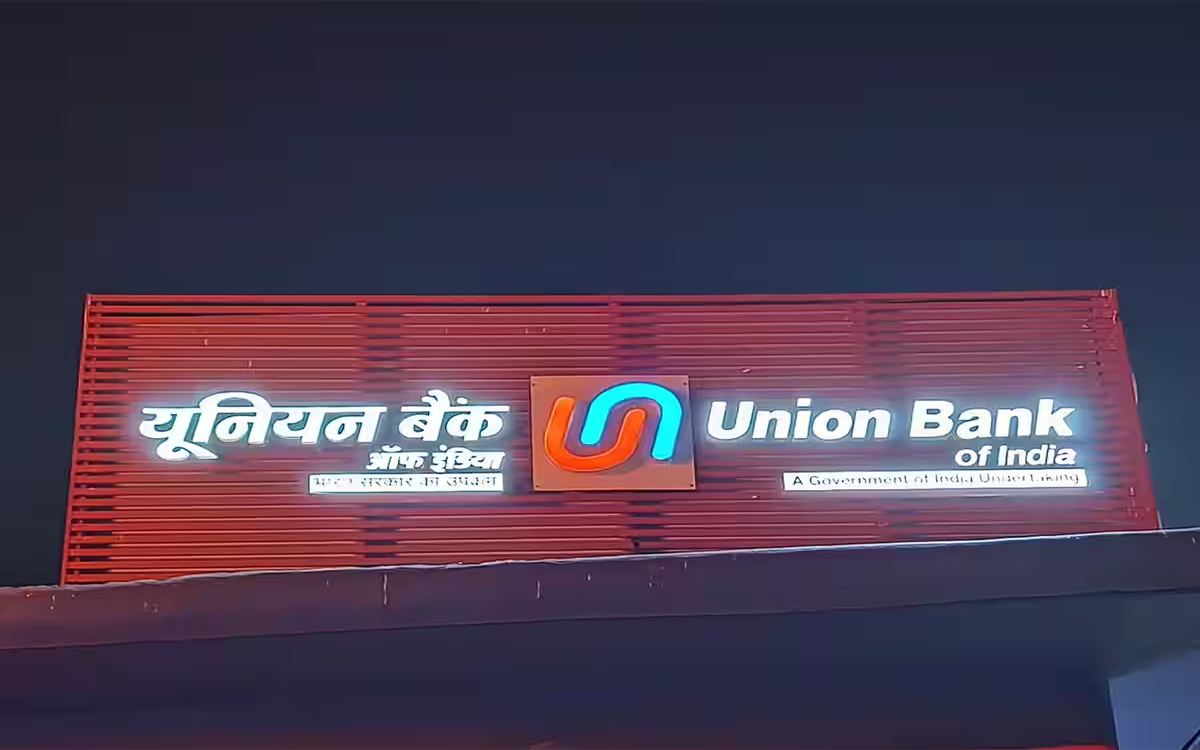 यूनियन बैंक
ऑफ इंडिया
भारत सरकार का उपक्रम
Union Bank
of India
A Government of India Undertaking